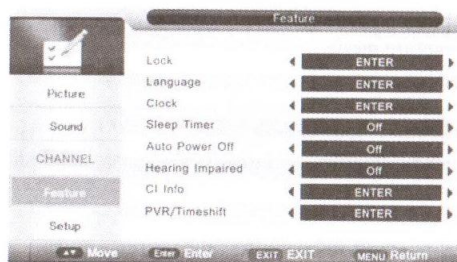 Feature
Lock ENTER
Language ENTER
Clock ENTER
Sleep Timer Off
Auto Power Off Off
Hearing Impaired Off
CI Info ENTER
PVR/Timeshift ENTER
Picture
Sound
CHANNEL
Feature
Setup
Move Enter Enter EXIT EXIT MENU Return